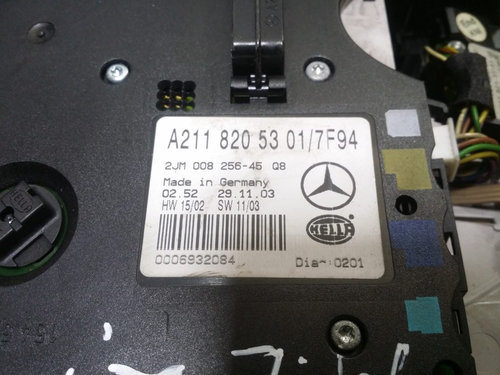 A211 820 53 01/7F94
2JM 008 256-45 Q8
Made in Germany
02.52 29.11.03
HW 15/02 SW 11/03
HELLA
0006932084
Dia-:0201